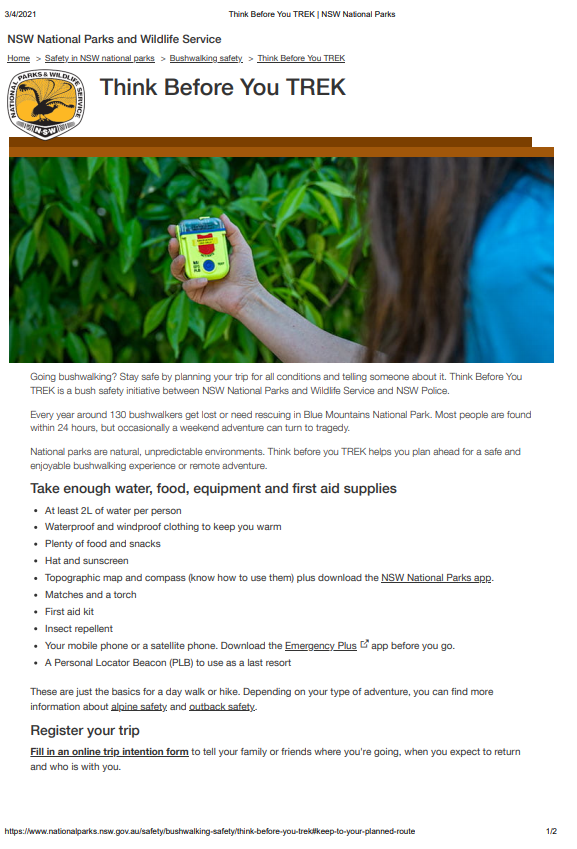 3/4/2021 Think Before You TREK | NSW National Parks
NSW National Parks and Wildlife Service
Home > Safety in NSW national parks > Bushwalking safety > Think Before You TREK
NATIONAL PARKS & WILDLIFE SERVICE
NSW
Think Before You TREK
Going bushwalking? Stay safe by planning your trip for all conditions and telling someone about it. Think Before You
TREK is a bush safety initiative between NSW National Parks and Wildlife Service and NSW Police.
Every year around 130 bushwalkers get lost or need rescuing in Blue Mountains National Park. Most people are found
within 24 hours, but occasionally a weekend adventure can turn to tragedy.
National parks are natural, unpredictable environments. Think before you TREK helps you plan ahead for a safe and
enjoyable bushwalking experience or remote adventure.
Take enough water, food, equipment and first aid supplies
• At least 2L of water per person
• Waterproof and windproof clothing to keep you warm
• Plenty of food and snacks
• Hat and sunscreen
• Topographic map and compass (know how to use them) plus download the NSW National Parks app.
• Matches and a torch
• First aid kit
• Insect repellent
• Your mobile phone or a satellite phone. Download the Emergency Plus app before you go.
• A Personal Locator Beacon (PLB) to use as a last resort
These are just the basics for a day walk or hike. Depending on your type of adventure, you can find more
information about alpine safety and outback safety.
Register your trip
Fill in an online trip intention form to tell your family or friends where you're going, when you expect to return
and who is with you.
https://www.nationalparks.nsw.gov.au/safety/bushwalking-safety/think-before-you-trek#keep-to-your-planned-route 1/2